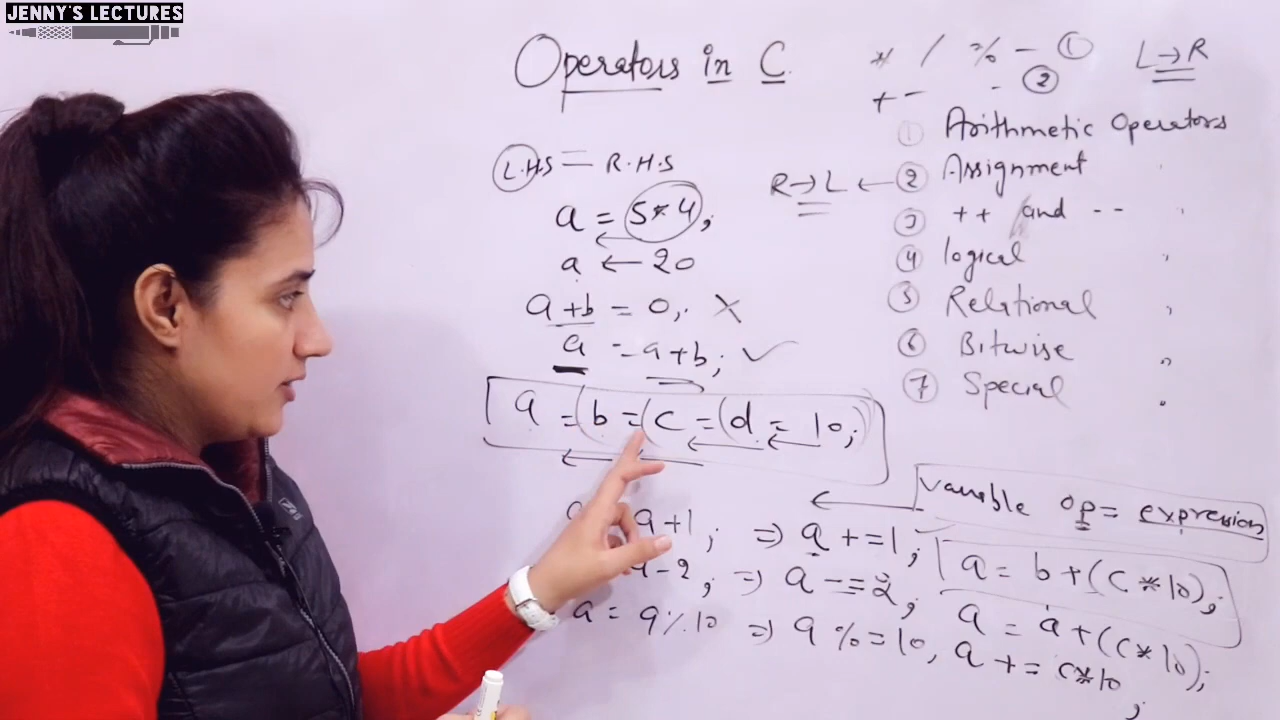 JENNY'S LECTURES
Operators in C.
* / % - ①
L→R
+ - - ②
① Arithmetic Operators
L.H.S = R.H.S
R→L ← ② Assignment "
a = 5*4;
③ ++ and -- "
a ← 20
④ logical "
a+b = 0; X
⑤ Relational "
a = a+b; ✓
⑥ Bitwise "
⑦ Special "
a = (b = (c = (d = 10;))
variable op= expression
a+1; ⇒ a +=1;
a = b+(c*10);
a-2; ⇒ a -=2;
a = a+(c*10);
a = a%10 ⇒ a %=10,
a += c*10;